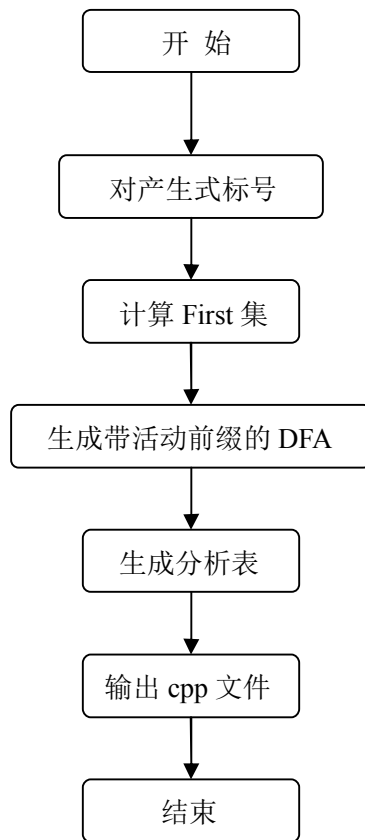 开 始
对产生式标号
计算 First 集
生成带活动前缀的 DFA
生成分析表
输出 cpp 文件
结束